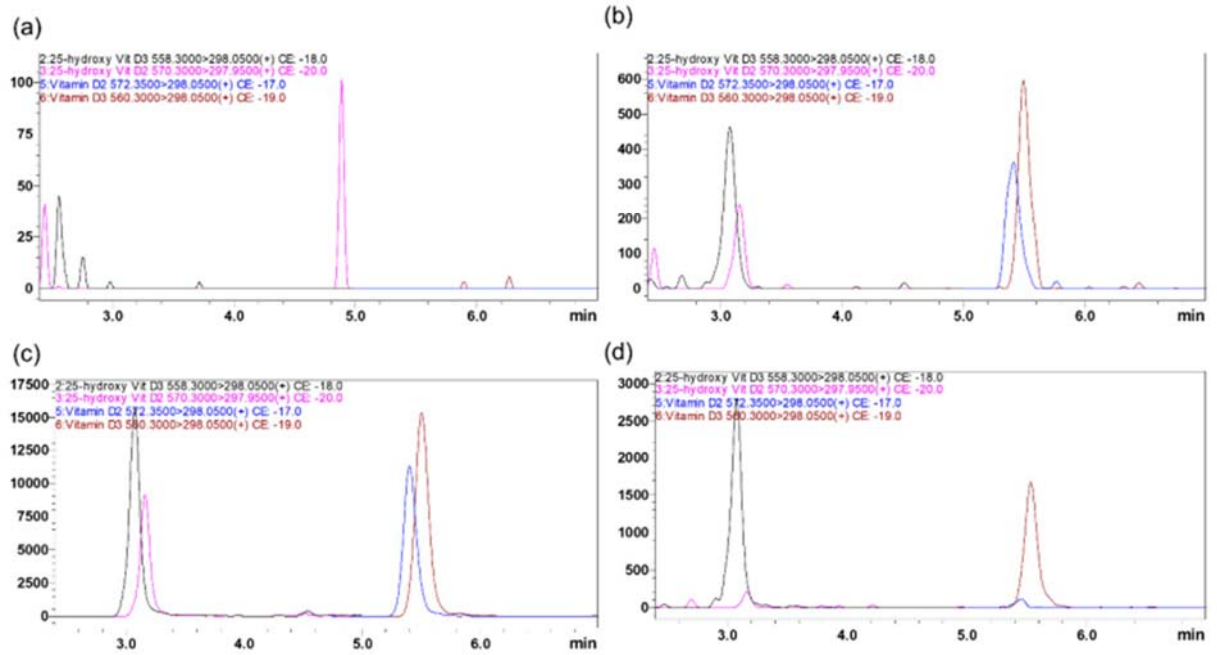 (a)
2:25-hydroxy Vit D3 558.3000>298.0500(+) CE: -18.0
3:25-hydroxy Vit D2 570.3000>297.9500(+) CE: -20.0
5:Vitamin D2 572.3500>298.0500(+) CE: -17.0
6:Vitamin D3 560.3000>298.0500(+) CE: -19.0
100
75
50
25
0
3.0 4.0 5.0 6.0 min
(b)
2:25-hydroxy Vit D3 558.3000>298.0500(+) CE: -18.0
3:25-hydroxy Vit D2 570.3000>297.9500(+) CE: -20.0
5:Vitamin D2 572.3500>298.0500(+) CE: -17.0
6:Vitamin D3 560.3000>298.0500(+) CE: -19.0
600
500
400
300
200
100
0
3.0 4.0 5.0 6.0 min
(c)
17500
2:25-hydroxy Vit D3 558.3000>298.0500(+) CE: -18.0
3:25-hydroxy Vit D2 570.3000>297.9500(+) CE: -20.0
5:Vitamin D2 572.3500>298.0500(+) CE: -17.0
6:Vitamin D3 560.3000>298.0500(+) CE: -19.0
15000
12500
10000
7500
5000
2500
0
3.0 4.0 5.0 6.0 min
(d)
2:25-hydroxy Vit D3 558.3000>298.0500(+) CE: -18.0
3:25-hydroxy Vit D2 570.3000>297.9500(+) CE: -20.0
5:Vitamin D2 572.3500>298.0500(+) CE: -17.0
6:Vitamin D3 560.3000>298.0500(+) CE: -19.0
3000
2500
2000
1500
1000
500
0
3.0 4.0 5.0 6.0 min